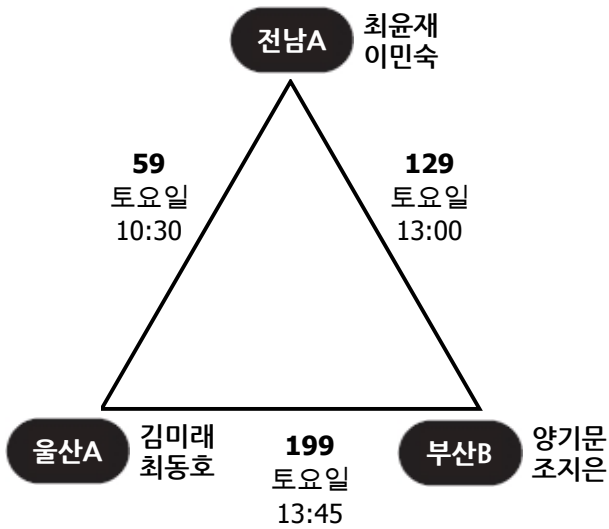 전남A
최윤재
이민숙
59
토요일
10:30
129
토요일
13:00
울산A
김미래
최동호
199
토요일
13:45
부산B
양기문
조지은